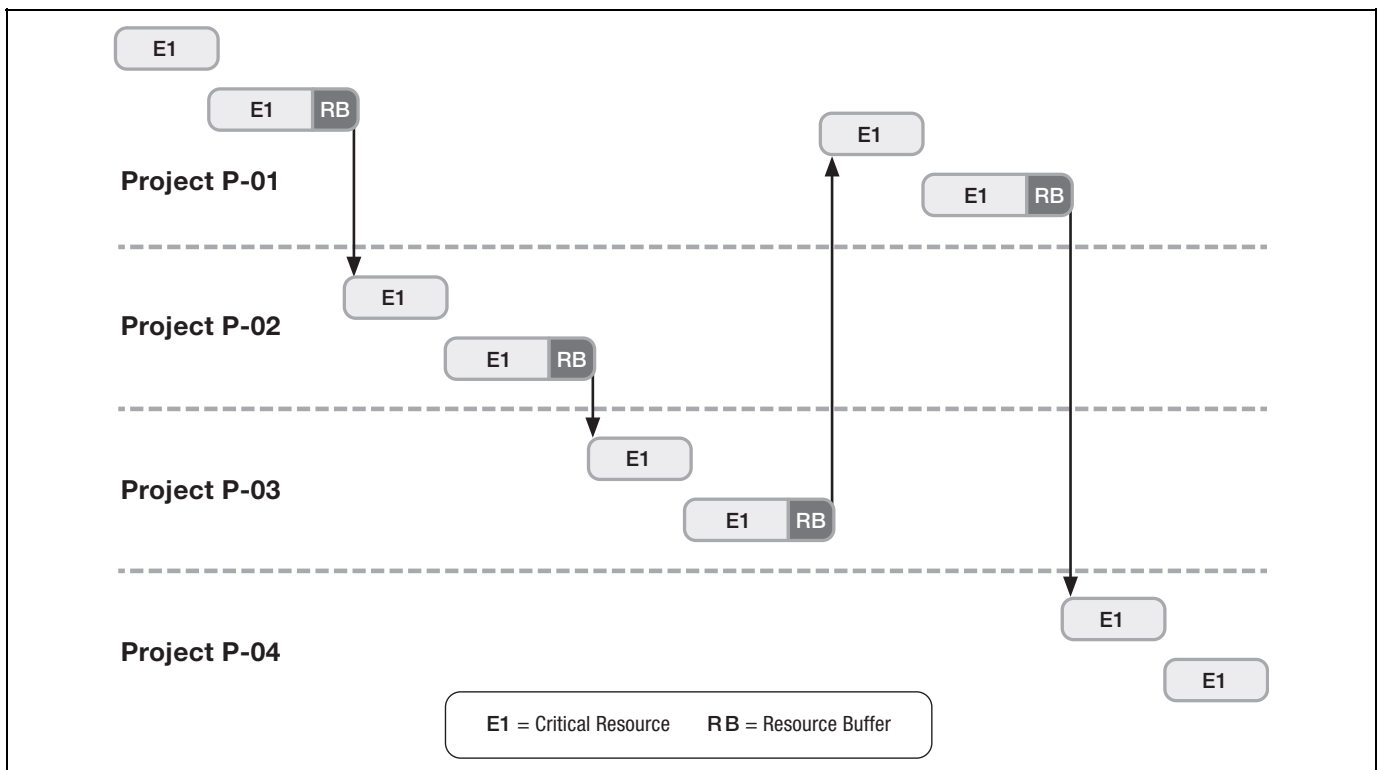 E1
E1 RB
E1
E1 RB
Project P-01
E1
Project P-02
E1 RB
E1
Project P-03
E1 RB
E1
Project P-04
E1
E1 = Critical Resource RB = Resource Buffer